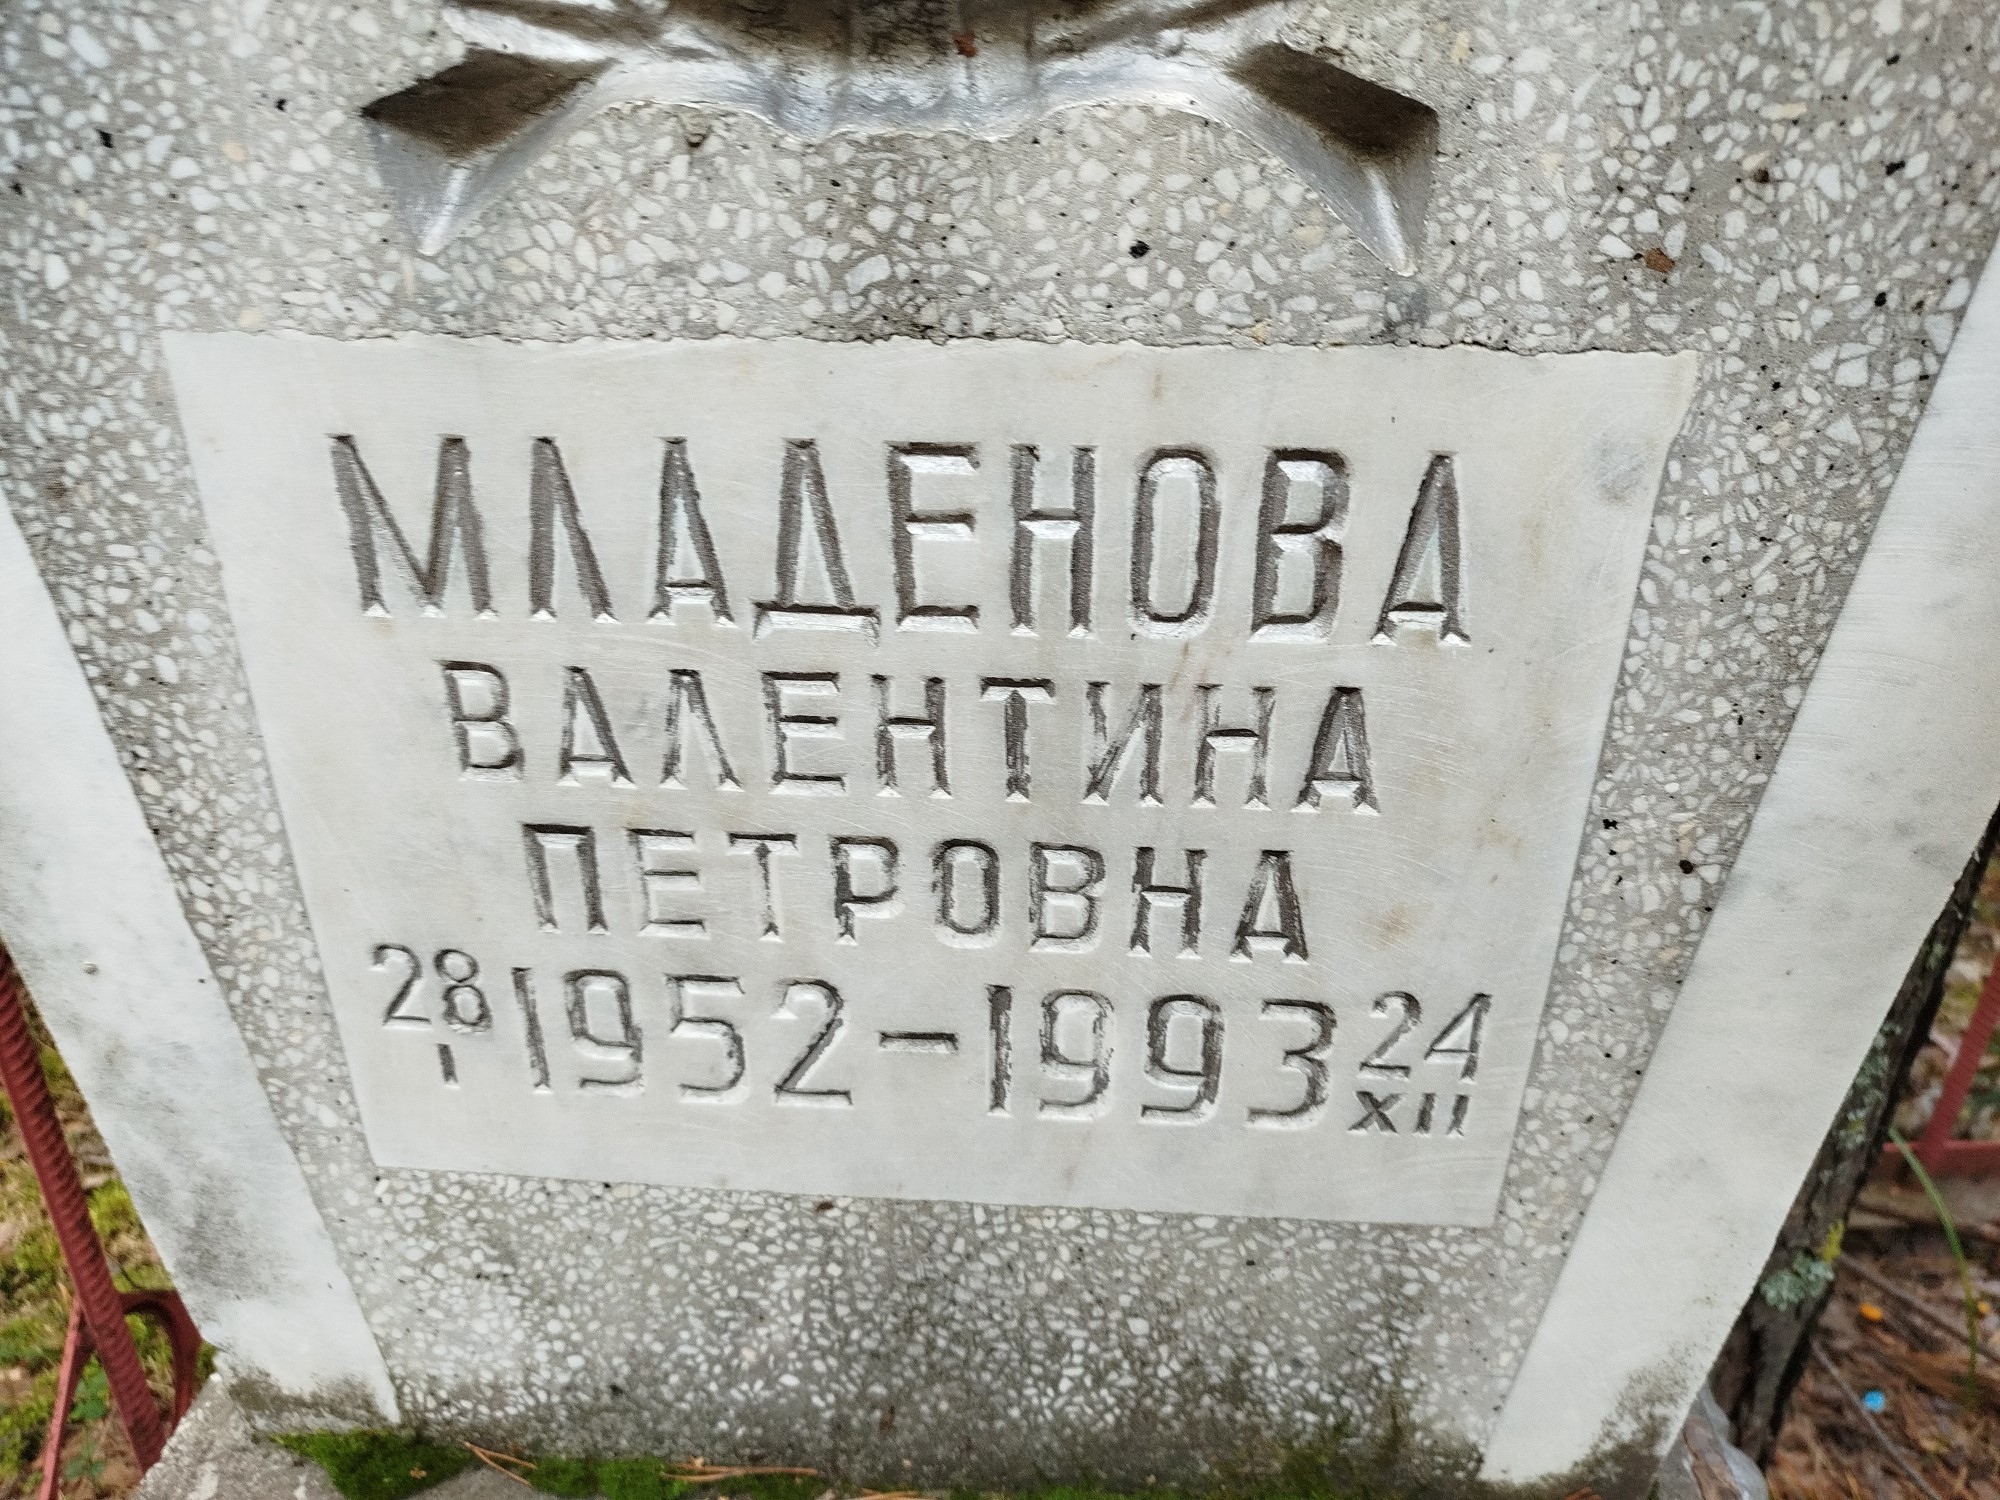 МЛАДЕНОВА
ВАЛЕНТИНА
ПЕТРОВНА
28 I 1952-1993 24 XII